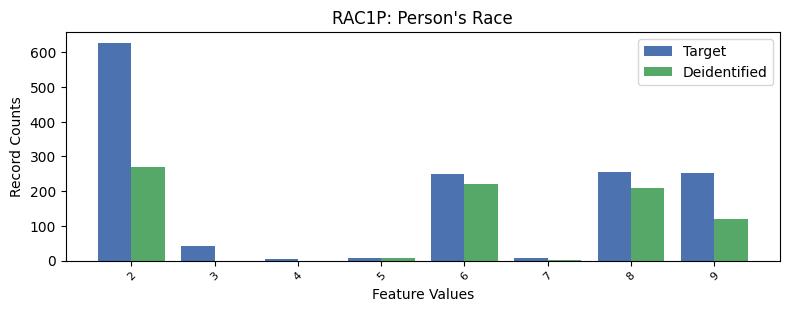 RAC1P: Person's Race
Target
Deidentified
Record Counts
600
500
400
300
200
100
0
2 3 4 5 6 7 8 9
Feature Values